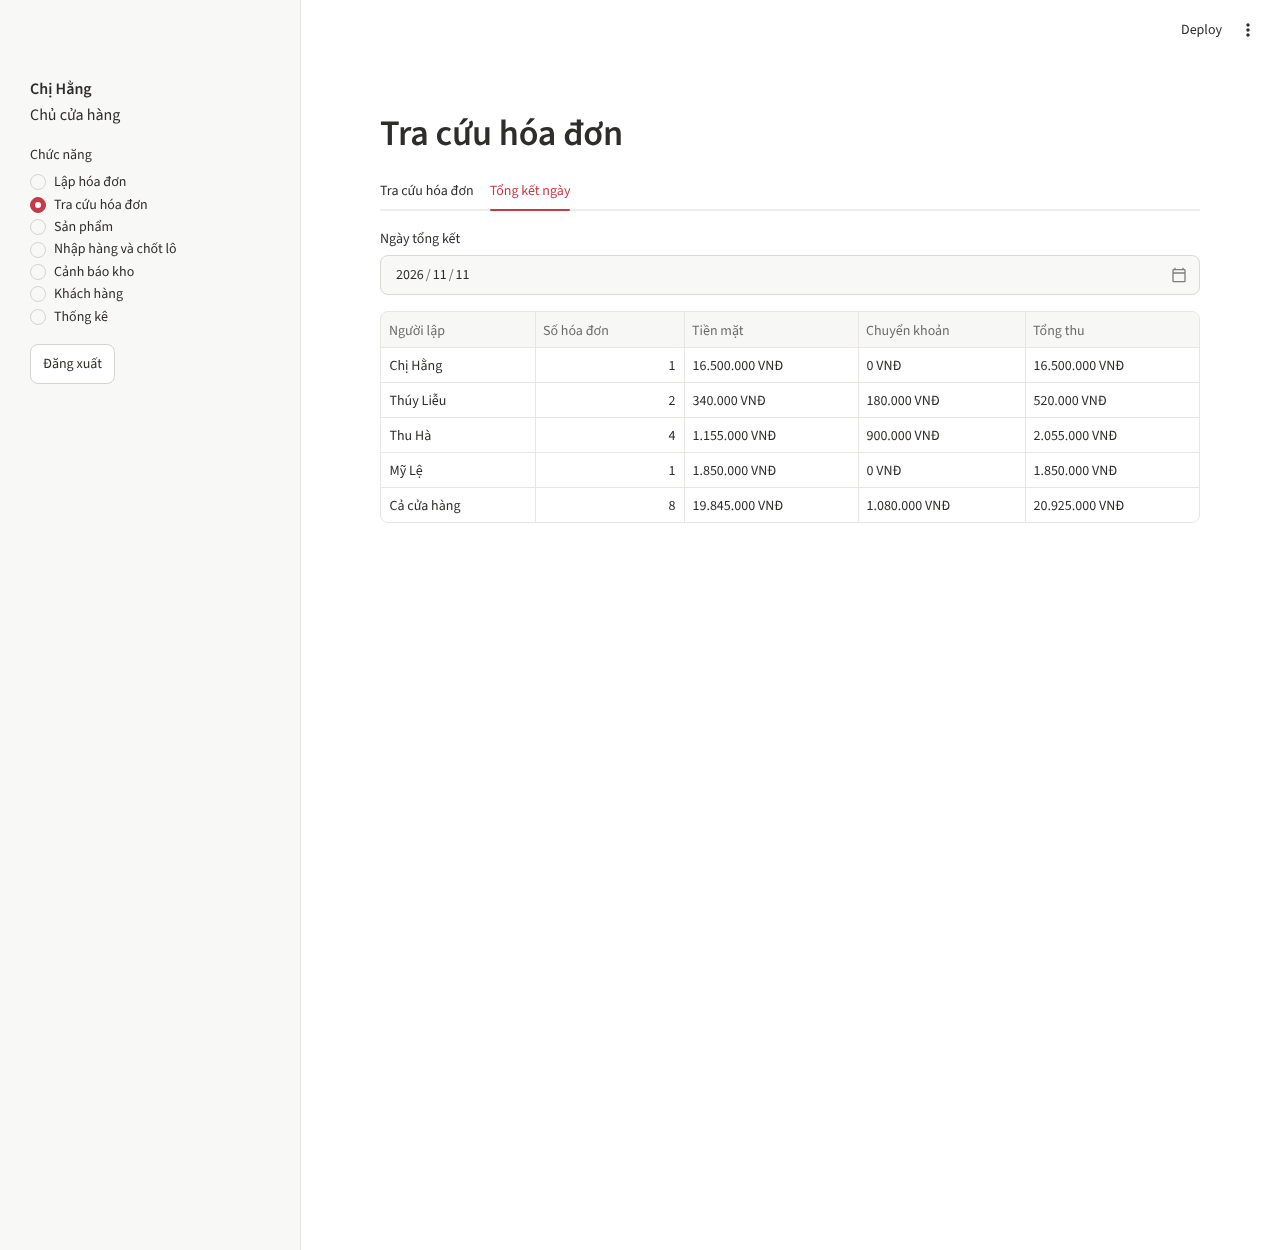 Deploy
Chị Hằng
Chủ cửa hàng
Chức năng
Lập hóa đơn
Tra cứu hóa đơn
Sản phẩm
Nhập hàng và chốt lô
Cảnh báo kho
Khách hàng
Thống kê
Đăng xuất
Tra cứu hóa đơn
Tra cứu hóa đơn Tổng kết ngày
Ngày tổng kết
2026 / 11 / 11
Người lập Số hóa đơn Tiền mặt Chuyển khoản Tổng thu
Chị Hằng 1 16.500.000 VNĐ 0 VNĐ 16.500.000 VNĐ
Thúy Liễu 2 340.000 VNĐ 180.000 VNĐ 520.000 VNĐ
Thu Hà 4 1.155.000 VNĐ 900.000 VNĐ 2.055.000 VNĐ
Mỹ Lệ 1 1.850.000 VNĐ 0 VNĐ 1.850.000 VNĐ
Cả cửa hàng 8 19.845.000 VNĐ 1.080.000 VNĐ 20.925.000 VNĐ